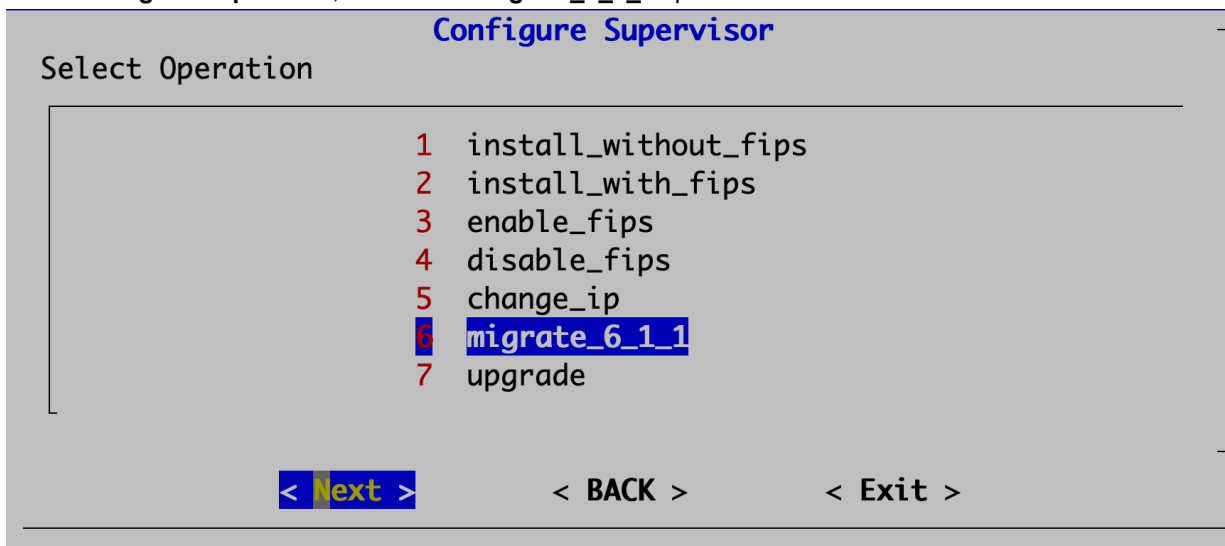 Configure Supervisor
Select Operation
1 install_without_fips
2 install_with_fips
3 enable_fips
4 disable_fips
5 change_ip
6 migrate_6_1_1
7 upgrade
< Next > < BACK > < Exit >